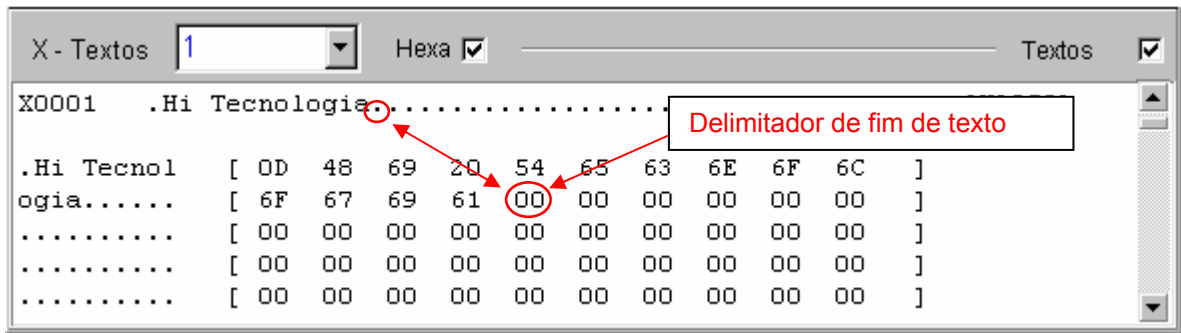 X - Textos 1 Hexa Textos
X0001 .Hi Tecnologia......................
Delimitador de fim de texto
.Hi Tecnol [ 0D 48 69 20 54 65 63 6E 6F 6C ]
ogia...... [ 6F 67 69 61 00 00 00 00 00 00 ]
.......... [ 00 00 00 00 00 00 00 00 00 00 ]
.......... [ 00 00 00 00 00 00 00 00 00 00 ]
.......... [ 00 00 00 00 00 00 00 00 00 00 ]